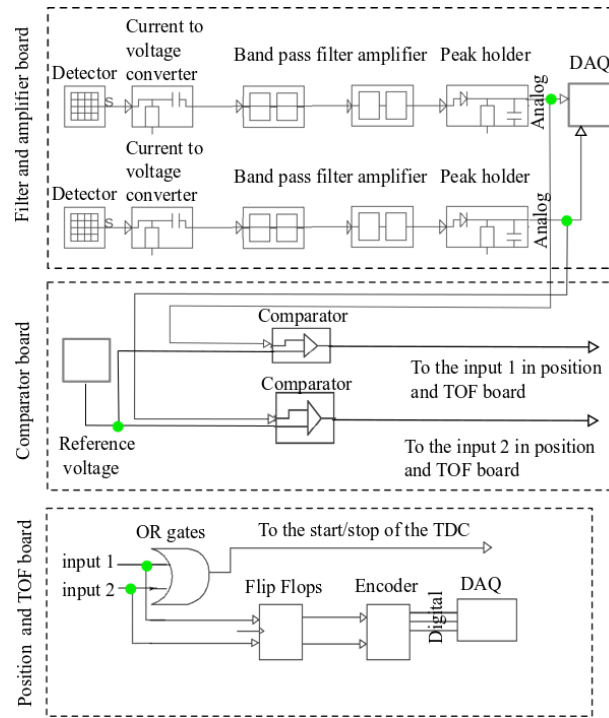 Filter and amplifier board
Current to
voltage
converter
Detector
S
Band pass filter amplifier
Peak holder
Analog
DAQ
Current to
voltage
converter
Detector
S
Band pass filter amplifier
Peak holder
Analog
Comparator board
Comparator
To the input 1 in position
and TOF board
Comparator
Reference
voltage
To the input 2 in position
and TOF board
Position and TOF board
OR gates
To the start/stop of the TDC
input 1
input 2
Flip Flops
Encoder
Digital
DAQ